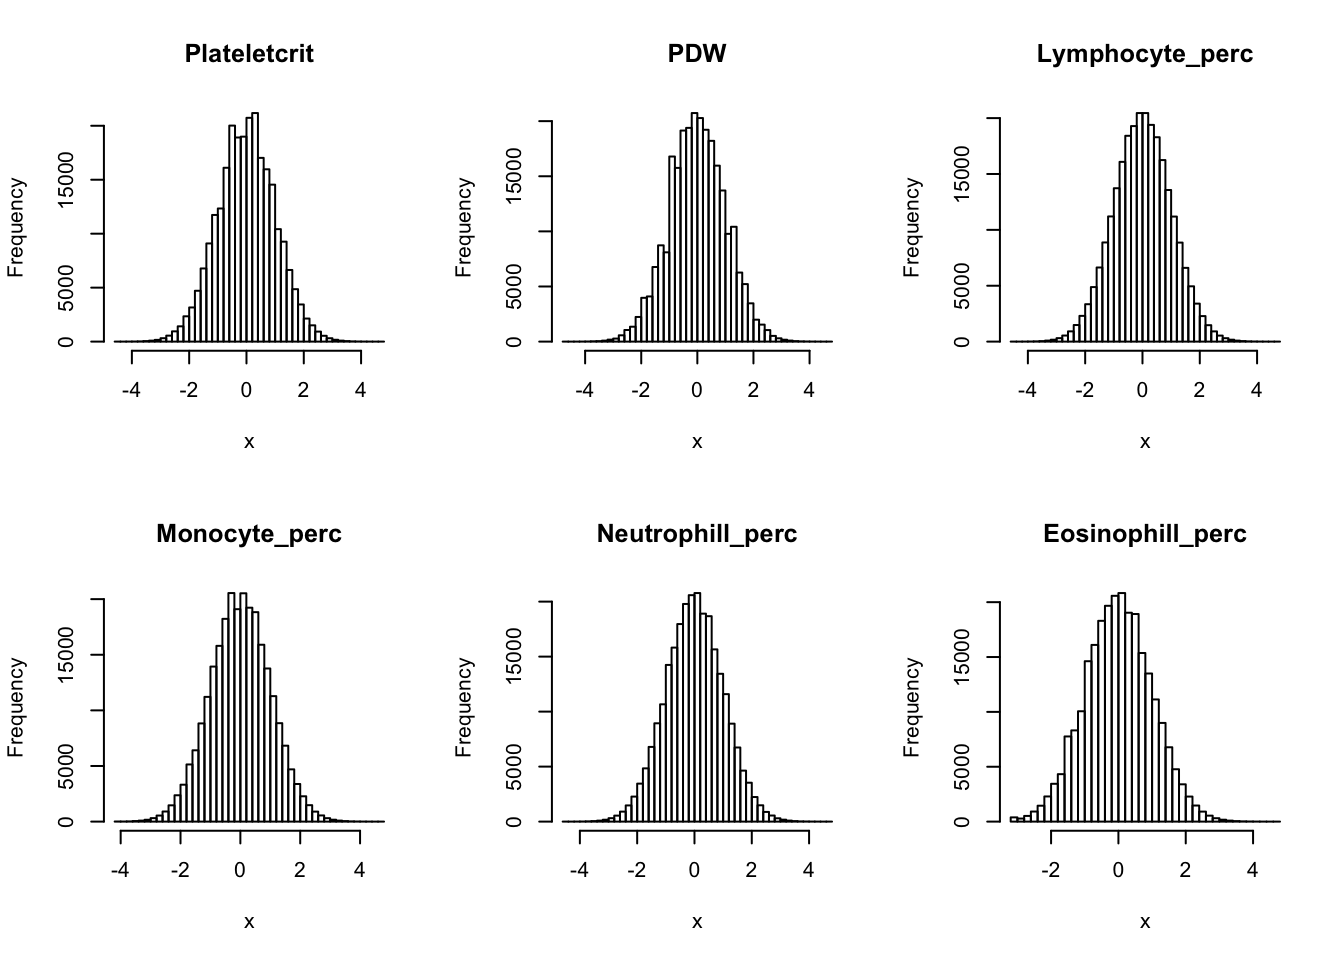 Plateletcrit
Frequency
0 5000 15000
-4 -2 0 2 4
x
PDW
Frequency
0 5000 15000
-4 -2 0 2 4
x
Lymphocyte_perc
Frequency
0 5000 15000
-4 -2 0 2 4
x
Monocyte_perc
Frequency
0 5000 15000
-4 -2 0 2 4
x
Neutrophill_perc
Frequency
0 5000 15000
-4 -2 0 2 4
x
Eosinophill_perc
Frequency
0 5000 15000
-2 0 2 4
x